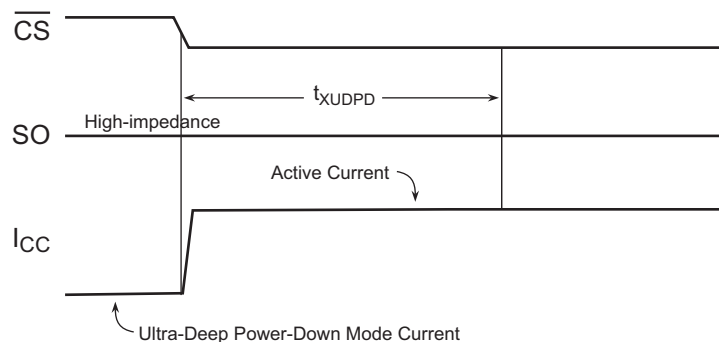 CS
tXUDPD
High-impedance
SO
Active Current
ICC
Ultra-Deep Power-Down Mode Current